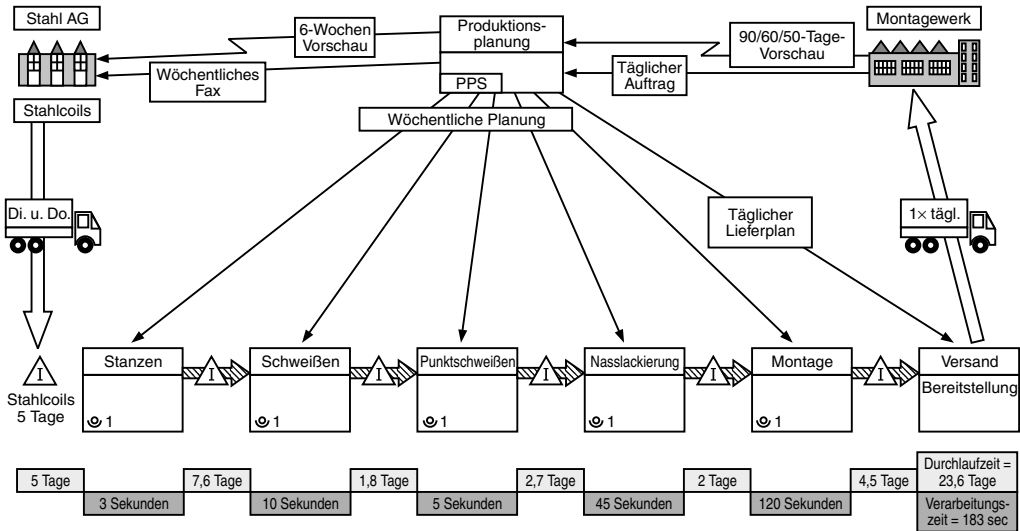 Stahl AG
6-Wochen
Vorschau
Produktions-
planung
90/60/50-Tage-
Vorschau
Montagewerk
Wöchentliches
Fax
PPS
Täglicher
Auftrag
Stahlcoils
Wöchentliche Planung
Di. u. Do.
Täglicher
Lieferplan
1× tägl.
I
Stahlcoils
5 Tage
Stanzen
1
I
Schweißen
1
I
Punktschweißen
1
I
Nasslackierung
1
I
Montage
1
I
Versand
Bereitstellung
5 Tage
3 Sekunden
7,6 Tage
10 Sekunden
1,8 Tage
5 Sekunden
2,7 Tage
45 Sekunden
2 Tage
120 Sekunden
4,5 Tage
Durchlaufzeit =
23,6 Tage
Verarbeitungs-
zeit = 183 sec